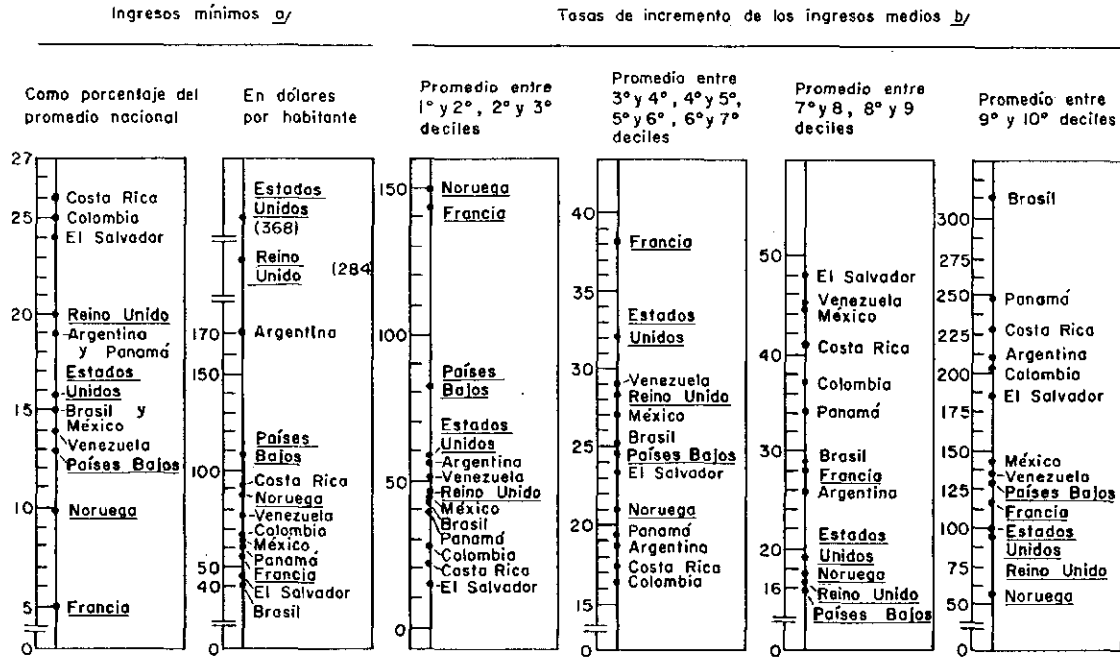 Ingresos mínimos a/
Tasas de incremento de los ingresos medios b/
Como porcentaje del
promedio nacional
27
25
20
15
10
5
0
Costa Rica
Colombia
El Salvador
Reino Unido
Argentina
y Panamá
Estados
Unidos
Brasil y
México
Venezuela
Países Bajos
Noruega
Francia
En dólares
por habitante
170
150
100
50
40
0
Estados
Unidos
(368)
Reino
Unido (284
Argentina
Países
Bajos
Costa Rica
Noruega
Venezuela
Colombia
México
Panamá
Francia
El Salvador
Brasil
Promedio entre
1° y 2°, 2° y 3°
deciles
150
100
50
0
Noruega
Francia
Países
Bajos
Estados
Unidos
Argentina
Venezuela
Reino Unido
México
Brasil
Panamá
Colombia
Costa Rica
El Salvador
Promedio entre
3° y 4°, 4° y 5°,
5° y 6°, 6° y 7°
deciles
40
35
30
25
20
15
0
Francia
Estados
Unidos
Venezuela
Reino Unido
México
Brasil
Países Bajos
El Salvador
Noruega
Panamá
Argentina
Costa Rica
Colombia
Promedio entre
7° y 8, 8° y 9
deciles
50
40
30
20
16
0
El Salvador
Venezuela
México
Costa Rica
Colombia
Panamá
Brasil
Francia
Argentina
Estados
Unidos
Noruega
Reino Unido
Países Bajos
Promedio entre
9° y 10° deciles
300
275
250
225
200
175
150
125
100
75
50
0
Brasil
Panamá
Costa Rica
Argentina
Colombia
El Salvador
México
Venezuela
Países Bajos
Francia
Estados
Unidos
Reino Unido
Noruega